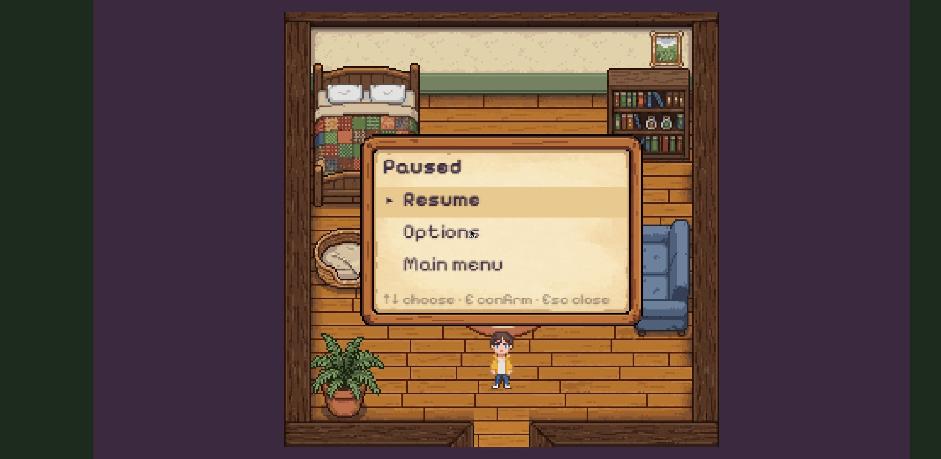 Paused
▸ Resume
Options
Main menu
↑↓ choose · E confirm · Esc close